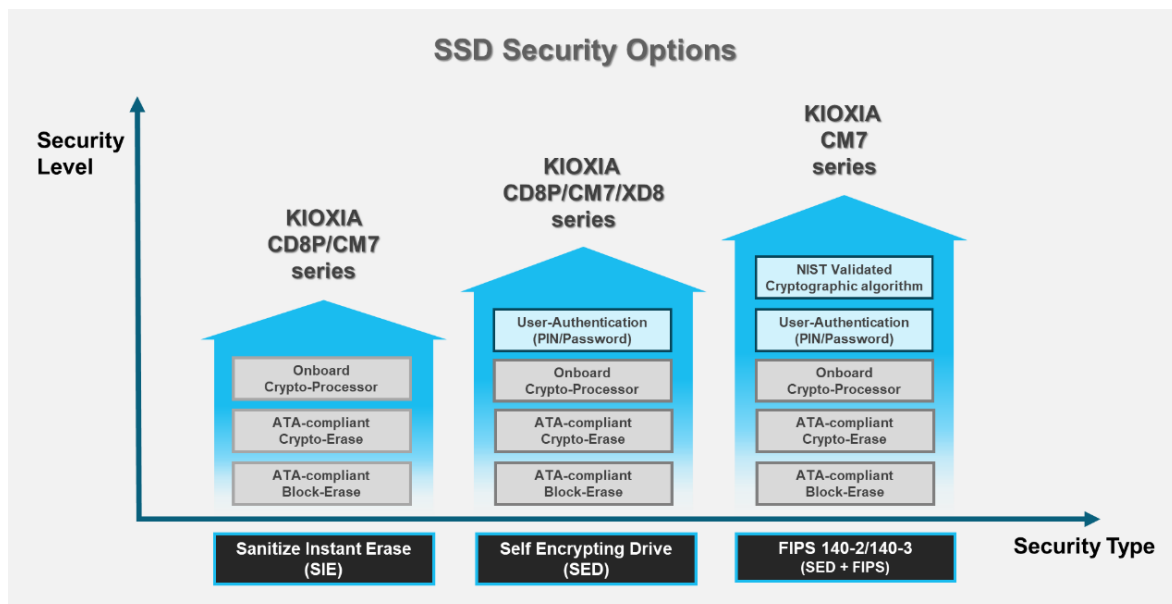 SSD Security Options
Security
Level
KIOXIA
CD8P/CM7
series
KIOXIA
CD8P/CM7/XD8
series
KIOXIA
CM7
series
Onboard
Crypto-Processor
ATA-compliant
Crypto-Erase
ATA-compliant
Block-Erase
User-Authentication
(PIN/Password)
Onboard
Crypto-Processor
ATA-compliant
Crypto-Erase
ATA-compliant
Block-Erase
NIST Validated
Cryptographic algorithm
User-Authentication
(PIN/Password)
Onboard
Crypto-Processor
ATA-compliant
Crypto-Erase
ATA-compliant
Block-Erase
Sanitize Instant Erase
(SIE)
Self Encrypting Drive
(SED)
FIPS 140-2/140-3
(SED + FIPS)
Security Type